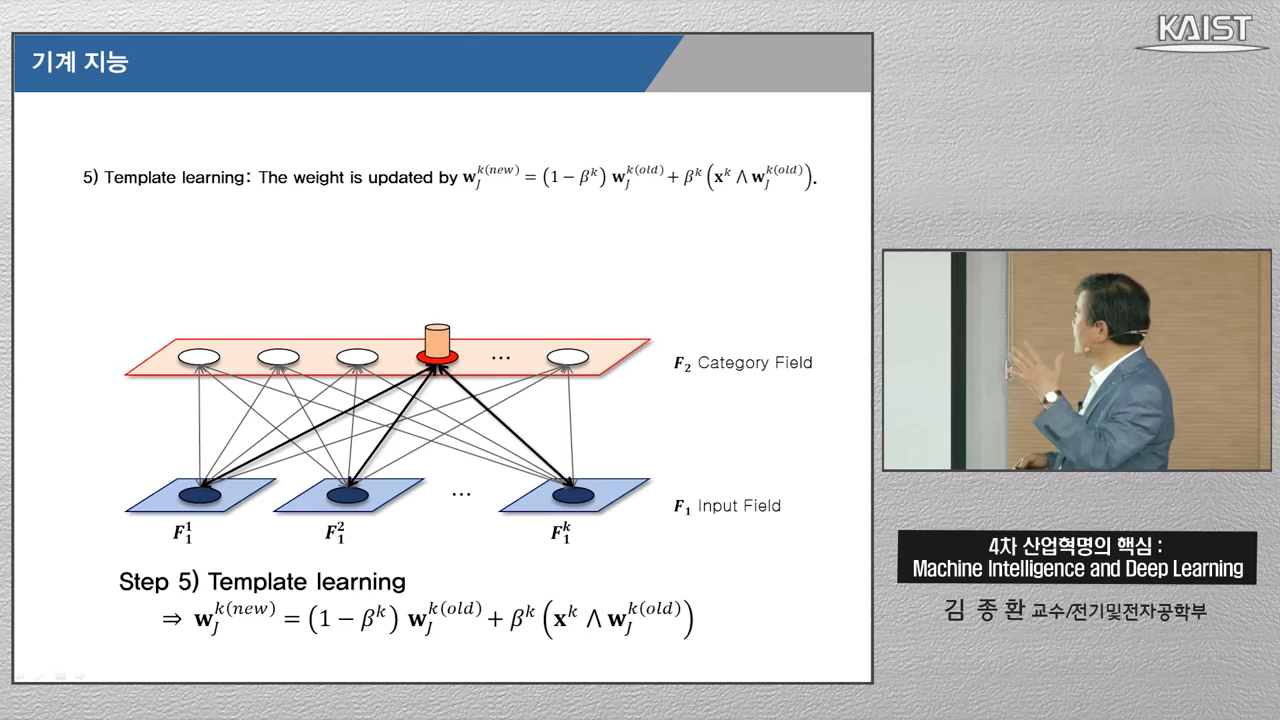 KAIST
기계 지능
5) Template learning: The weight is updated by w_J^{k(new)} = (1 − β^k) w_J^{k(old)} + β^k (x^k ∧ w_J^{k(old)}).
...
F_2 Category Field
...
F_1 Input Field
F_1^1 F_1^2 F_1^k
Step 5) Template learning
⇒ w_J^{k(new)} = (1 − β^k) w_J^{k(old)} + β^k (x^k ∧ w_J^{k(old)})
4차 산업혁명의 핵심 :
Machine Intelligence and Deep Learning
김 종 환 교수/전기및전자공학부